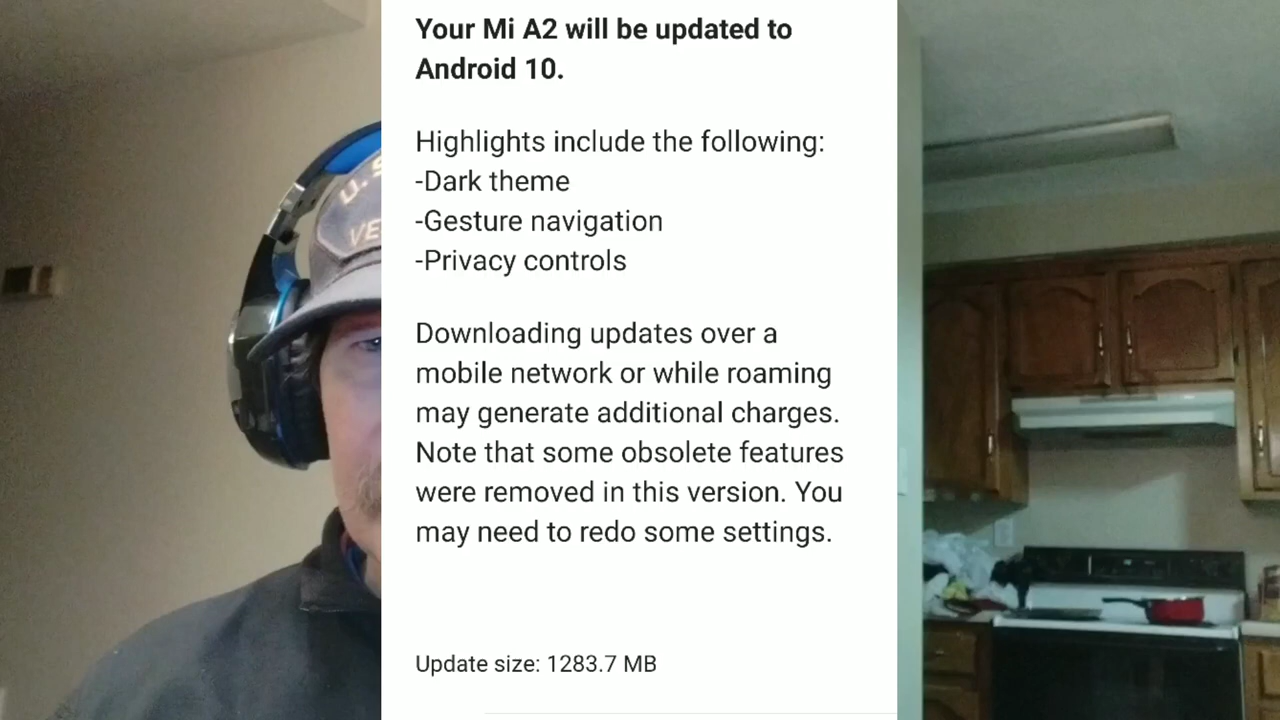 Your Mi A2 will be updated to
Android 10.
Highlights include the following:
-Dark theme
-Gesture navigation
-Privacy controls
Downloading updates over a
mobile network or while roaming
may generate additional charges.
Note that some obsolete features
were removed in this version. You
may need to redo some settings.
Update size: 1283.7 MB
U.S
VE